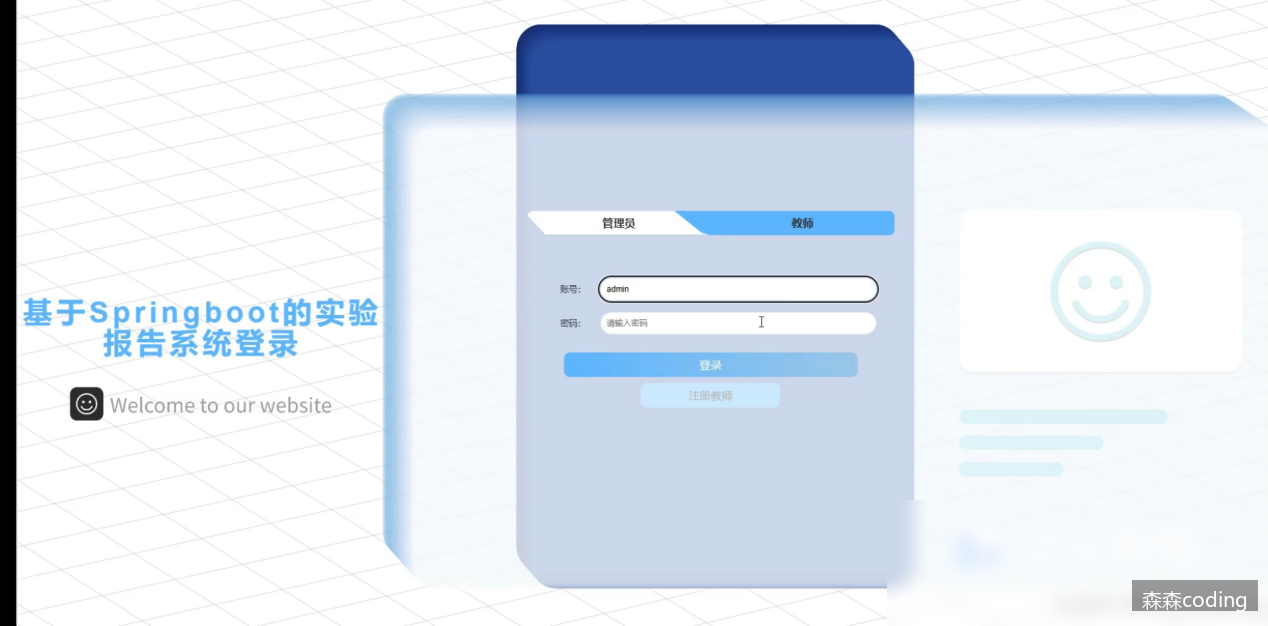 基于Springboot的实验
报告系统登录
Welcome to our website
管理员 教师
账号: admin
密码: 请输入密码
登录
注册教师
森森coding